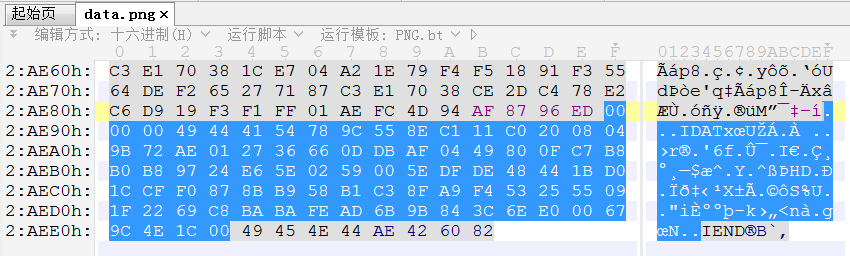 起始页 data.png ×
编辑方式: 十六进制(H) 运行脚本 运行模板: PNG.bt
0 1 2 3 4 5 6 7 8 9 A B C D E F 0123456789ABCDEF
2:AE60h: C3 E1 70 38 1C E7 04 A2 1E 79 F4 F5 18 91 F3 55 Ãáp8.ç.¢.yôõ.‘óU
2:AE70h: 64 DE F2 65 27 71 87 C3 E1 70 38 CE 2D C4 78 E2 dÞòe'q‡Ãáp8Î-Äxâ
2:AE80h: C6 D9 19 F3 F1 FF 01 AE FC 4D 94 AF 87 96 ED 00 ÆÙ.óñÿ.®üM”¯‡–í.
2:AE90h: 00 00 49 44 41 54 78 9C 55 8E C1 11 C0 20 08 04 ..IDATxœUŽÁ.À ..
2:AEA0h: 9B 72 AE 01 27 36 66 0D DB AF 04 49 80 0F C7 B8 ›r®.'6f.Û¯.I€.Ç¸
2:AEB0h: B0 B8 97 24 E6 5E 02 59 00 5E DF DE 48 44 1B D0 °¸—$æ^.Y.^ßÞHD.Ð
2:AEC0h: 1C CF F0 87 8B B9 58 B1 C3 8F A9 F4 53 25 55 09 .Ïð‡‹¹X±Ã.©ôS%U.
2:AED0h: 1F 22 69 C8 BA BA FE AD 6B 9B 84 3C 6E E0 00 67 ."iÈººþ-k›„<nà.g
2:AEE0h: 9C 4E 1C 00 49 45 4E 44 AE 42 60 82 œN..IEND®B`‚